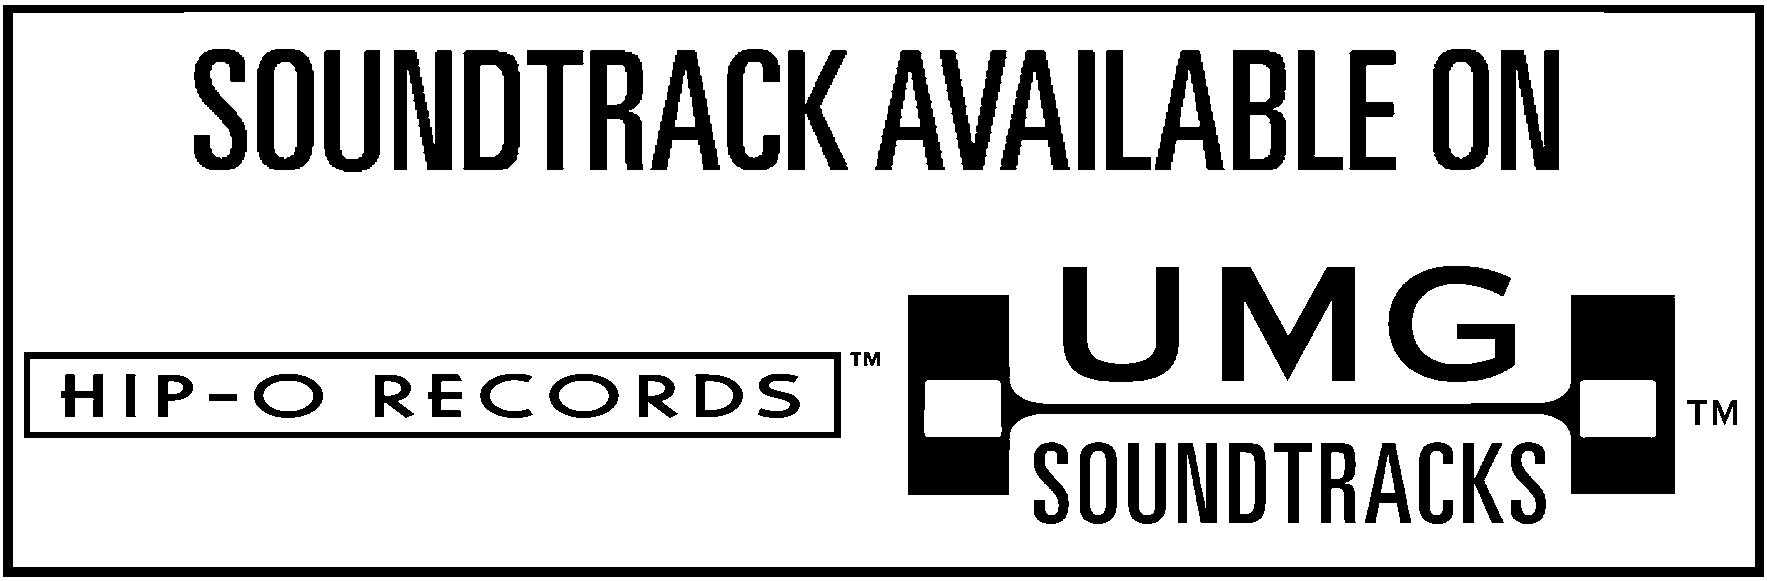 SOUNDTRACK AVAILABLE ON
HIP-O RECORDS™
UMG
SOUNDTRACKS
TM